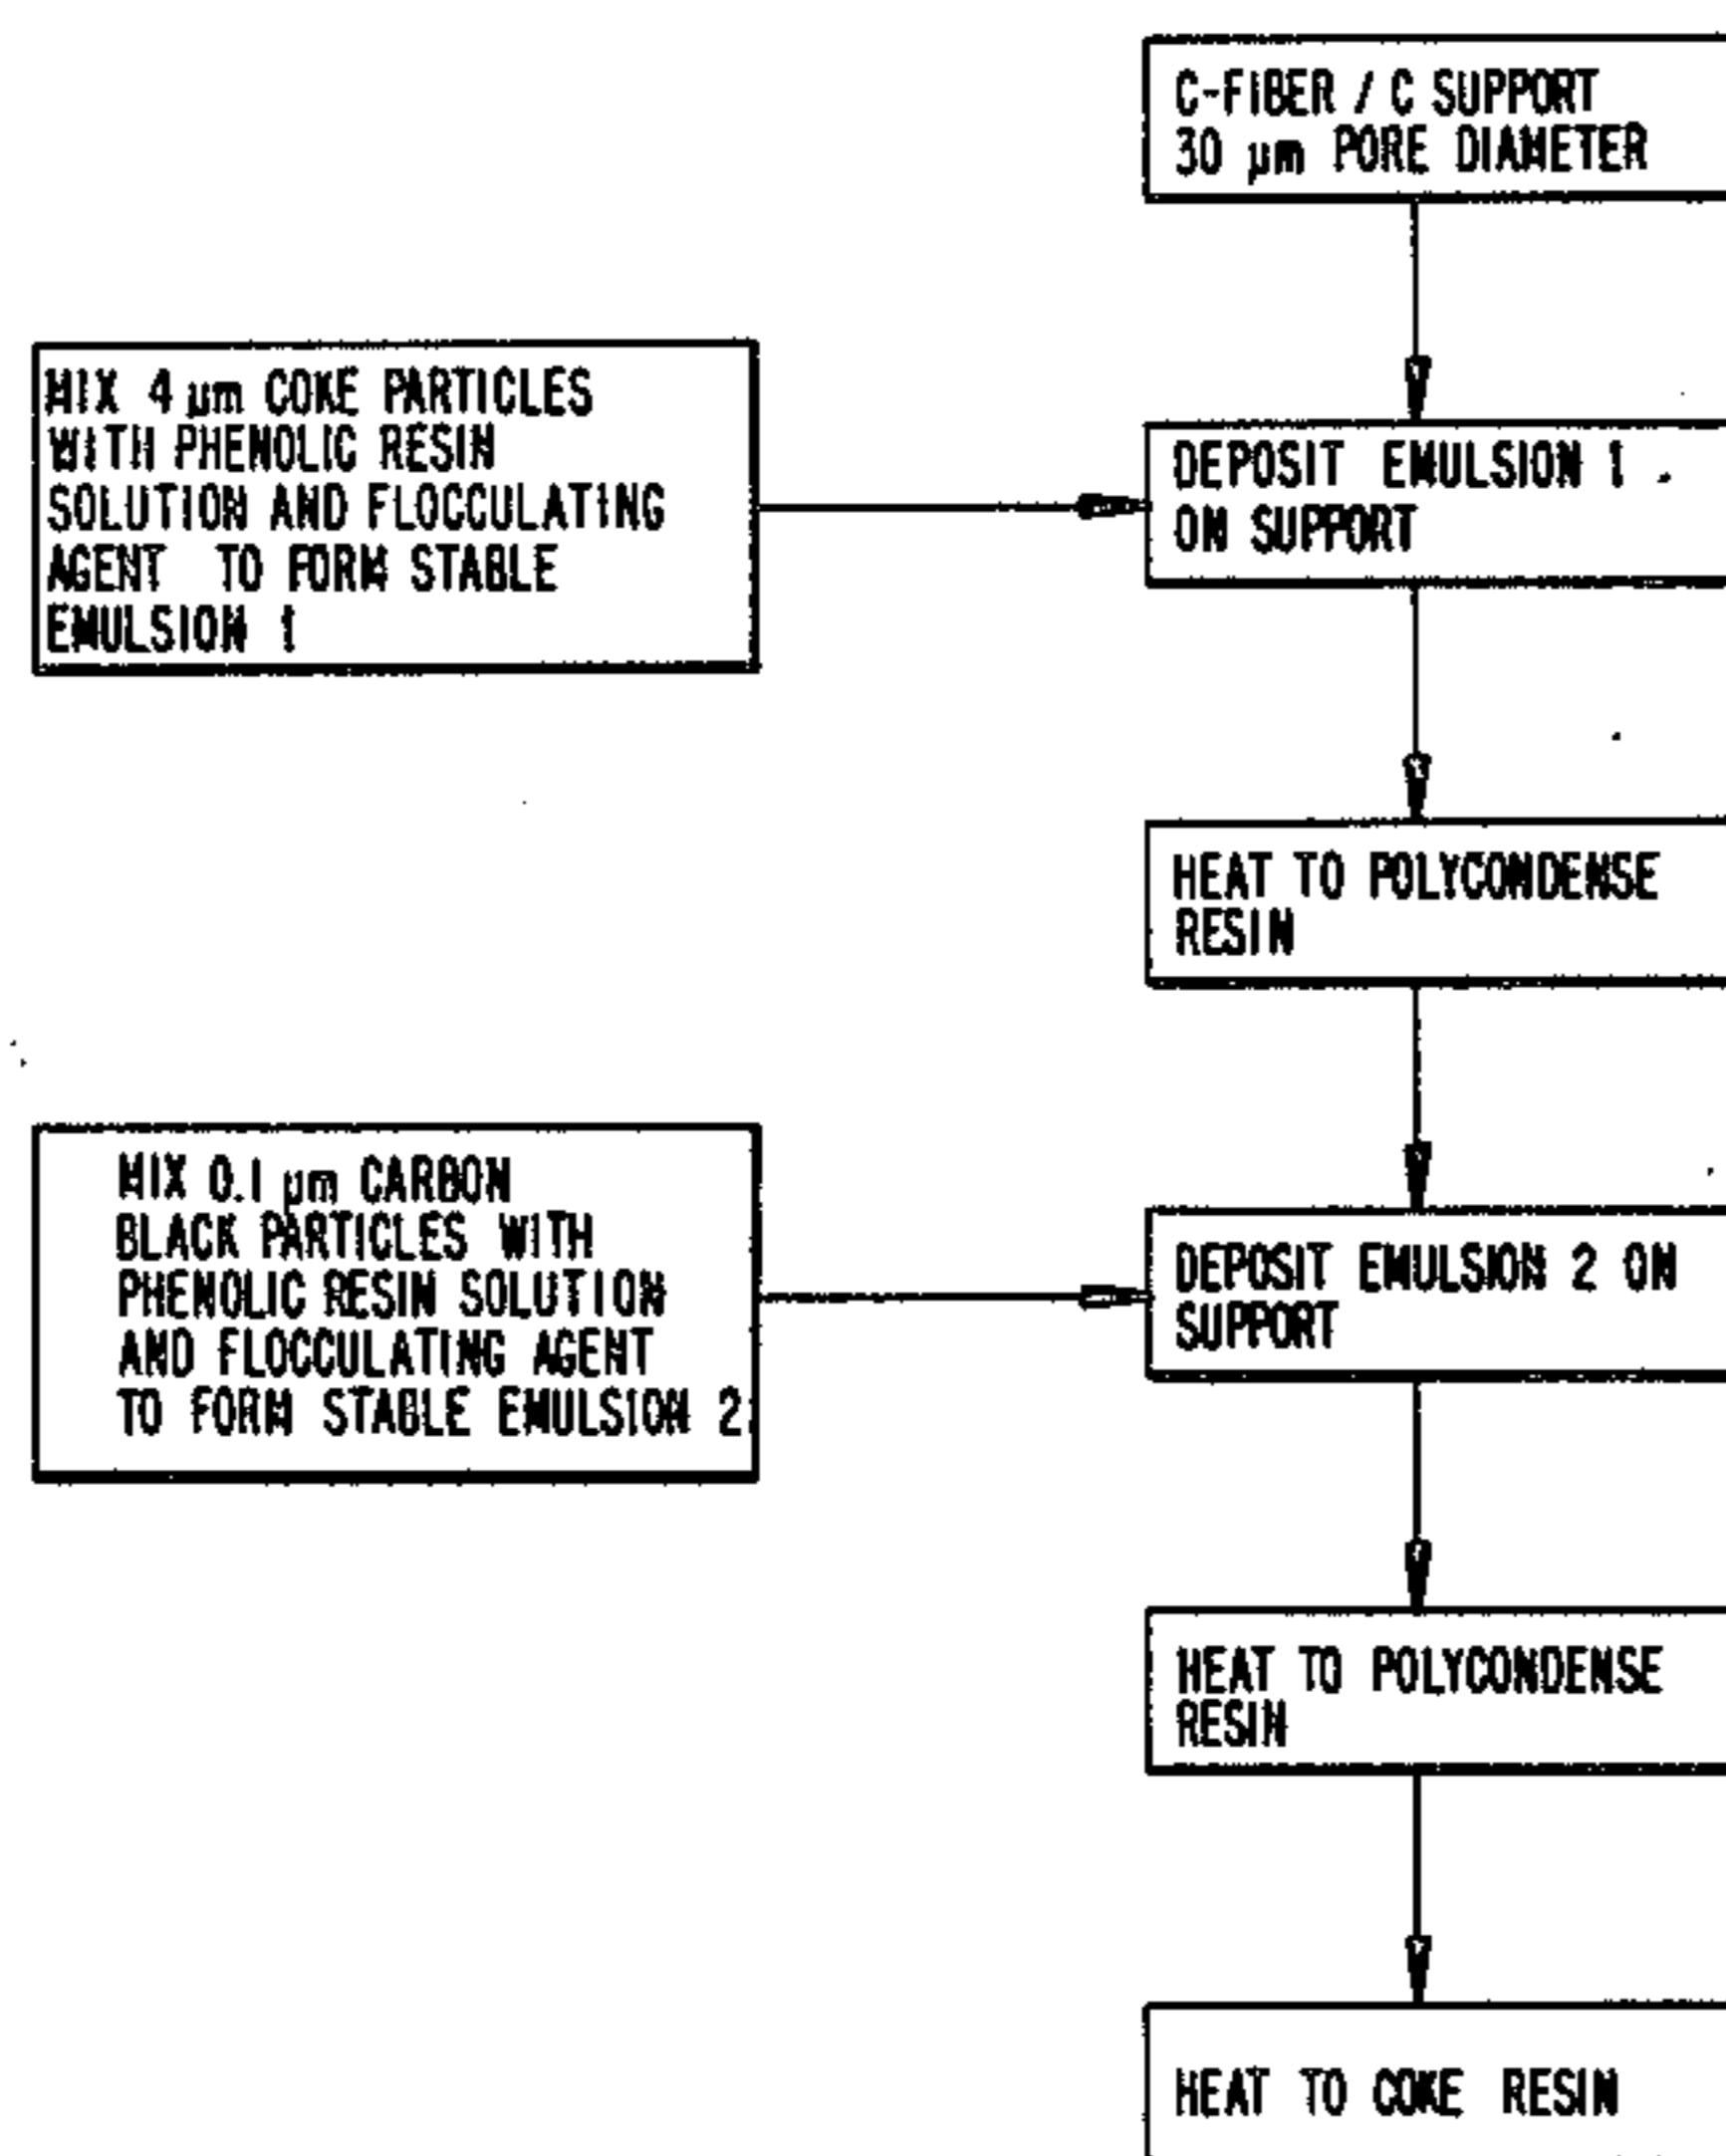 C-FIBER / C SUPPORT
30 µm PORE DIAMETER
MIX 4 µm COKE PARTICLES
WITH PHENOLIC RESIN
SOLUTION AND FLOCCULATING
AGENT TO FORM STABLE
EMULSION 1
DEPOSIT EMULSION 1
ON SUPPORT
HEAT TO POLYCONDENSE
RESIN
MIX 0.1 µm CARBON
BLACK PARTICLES WITH
PHENOLIC RESIN SOLUTION
AND FLOCCULATING AGENT
TO FORM STABLE EMULSION 2
DEPOSIT EMULSION 2 ON
SUPPORT
HEAT TO POLYCONDENSE
RESIN
HEAT TO COKE RESIN